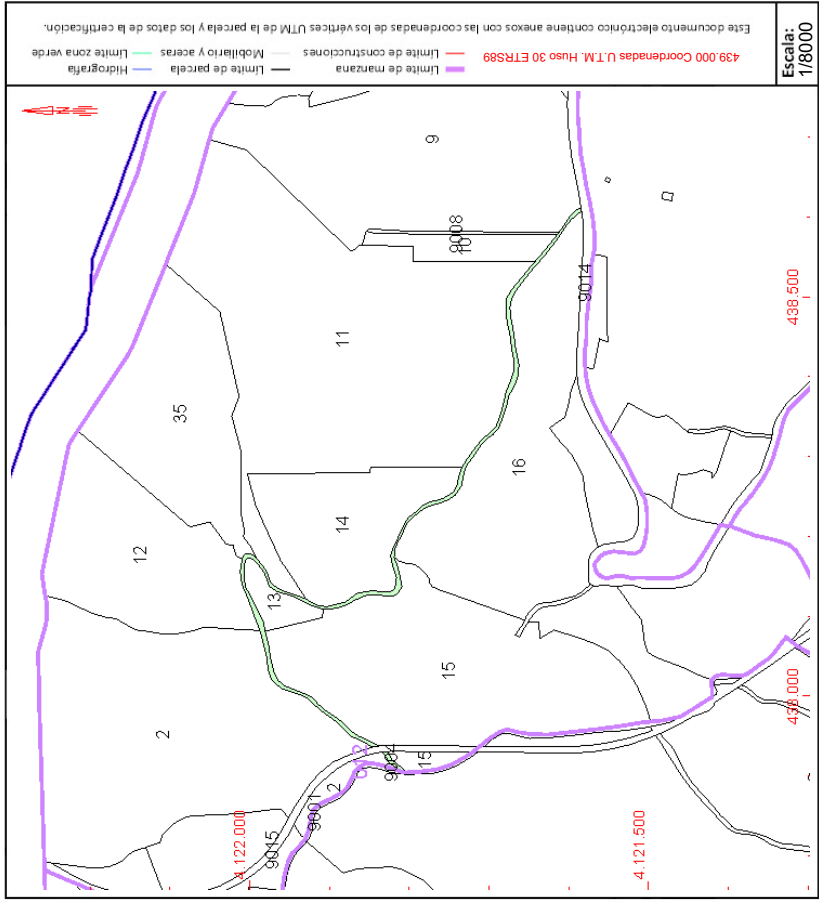 Este documento electrónico contiene anexos con las coordenadas de los vértices UTM de la parcela y los datos de la certificación.
439.000 Coordenadas U.T.M. Huso 30 ETRS89
Límite de manzana
Límite de construcciones
Límite de parcela
Mobiliario y aceras
Hidrografía
Límite zona verde
Escala:
1/8000
9
9008
10
11
9014
438.500
35
16
14
12
13
15
438.000
2
15
2
9001
9015
4.122.000
4.121.500